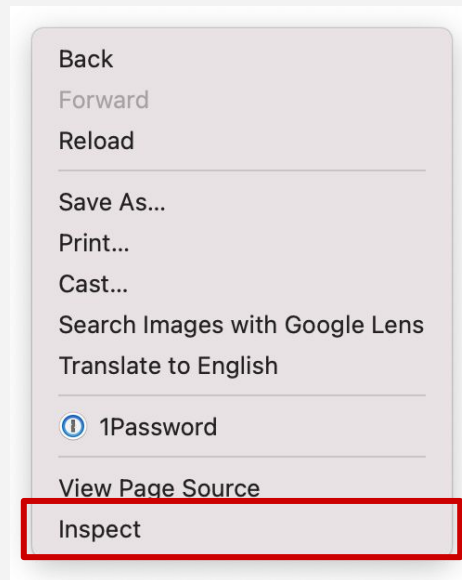 Back
Forward
Reload
Save As...
Print...
Cast...
Search Images with Google Lens
Translate to English
1Password
View Page Source
Inspect